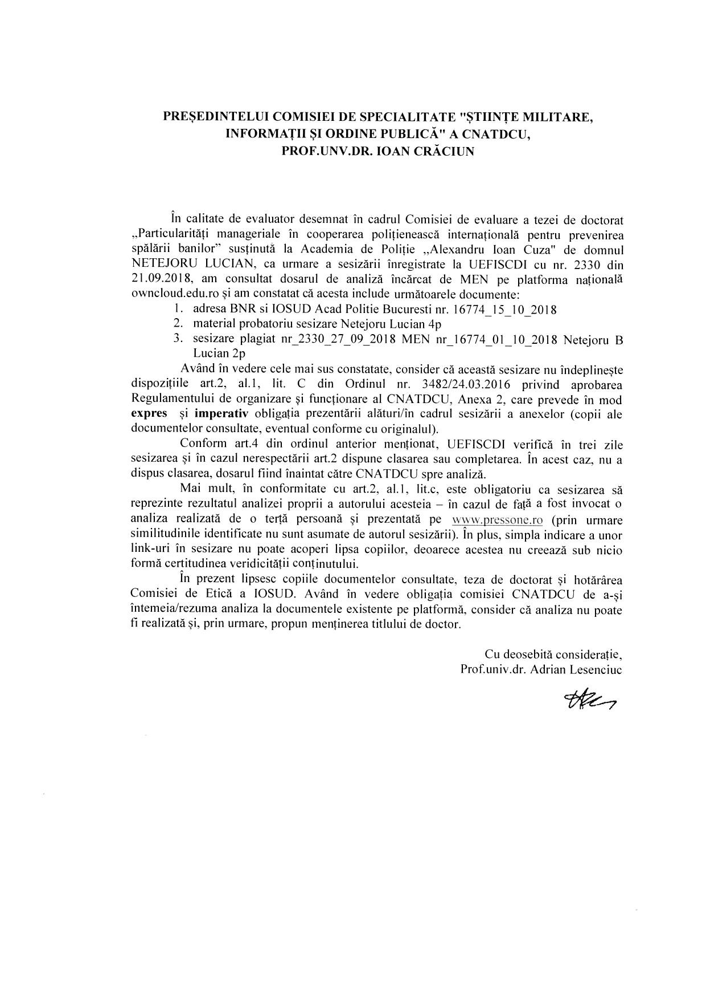 PREȘEDINTELUI COMISIEI DE SPECIALITATE "ȘTIINȚE MILITARE,
INFORMAȚII ȘI ORDINE PUBLICĂ" A CNATDCU,
PROF.UNV.DR. IOAN CRĂCIUN
În calitate de evaluator desemnat în cadrul Comisiei de evaluare a tezei de doctorat
„Particularități manageriale în cooperarea polițienească internațională pentru prevenirea
spălării banilor” susținută la Academia de Poliție ,,Alexandru Ioan Cuza" de domnul
NETEJORU LUCIAN, ca urmare a sesizării înregistrate la UEFISCDI cu nr. 2330 din
21.09.2018, am consultat dosarul de analiză încărcat de MEN pe platforma națională
owncloud.edu.ro și am constatat că acesta include următoarele documente:
1. adresa BNR si IOSUD Acad Politie Bucuresti nr. 16774_15_10_2018
2. material probatoriu sesizare Netejoru Lucian 4p
3. sesizare plagiat nr_2330_27_09_2018 MEN nr_16774_01_10_2018 Netejoru B
Lucian 2p
Având în vedere cele mai sus constatate, consider că această sesizare nu îndeplinește
dispozițiile art.2, al.1, lit. C din Ordinul nr. 3482/24.03.2016 privind aprobarea
Regulamentului de organizare și funcționare al CNATDCU, Anexa 2, care prevede în mod
expres și imperativ obligația prezentării alături/în cadrul sesizării a anexelor (copii ale
documentelor consultate, eventual conforme cu originalul).
Conform art.4 din ordinul anterior menționat, UEFISCDI verifică în trei zile
sesizarea și în cazul nerespectării art.2 dispune clasarea sau completarea. În acest caz, nu a
dispus clasarea, dosarul fiind înaintat către CNATDCU spre analiză.
Mai mult, în conformitate cu art.2, al.1, lit.c, este obligatoriu ca sesizarea să
reprezinte rezultatul analizei proprii a autorului acesteia – în cazul de față a fost invocat o
analiza realizată de o terță persoană și prezentată pe www.pressone.ro (prin urmare
similitudinile identificate nu sunt asumate de autorul sesizării). În plus, simpla indicare a unor
link-uri în sesizare nu poate acoperi lipsa copiilor, deoarece acestea nu creează sub nicio
formă certitudinea veridicității conținutului.
În prezent lipsesc copiile documentelor consultate, teza de doctorat și hotărârea
Comisiei de Etică a IOSUD. Având în vedere obligația comisiei CNATDCU de a-și
întemeia/rezuma analiza la documentele existente pe platformă, consider că analiza nu poate
fi realizată și, prin urmare, propun menținerea titlului de doctor.
Cu deosebită considerație,
Prof.univ.dr. Adrian Lesenciuc